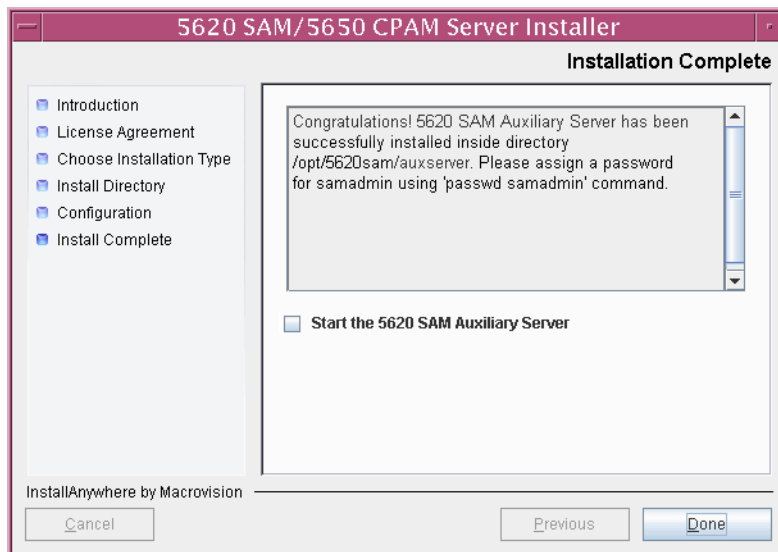 5620 SAM/5650 CPAM Server Installer
Installation Complete
Introduction
License Agreement
Choose Installation Type
Install Directory
Configuration
Install Complete
Congratulations! 5620 SAM Auxiliary Server has been
successfully installed inside directory
/opt/5620sam/auxserver. Please assign a password
for samadmin using 'passwd samadmin' command.
Start the 5620 SAM Auxiliary Server
InstallAnywhere by Macrovision
Cancel
Previous
Done